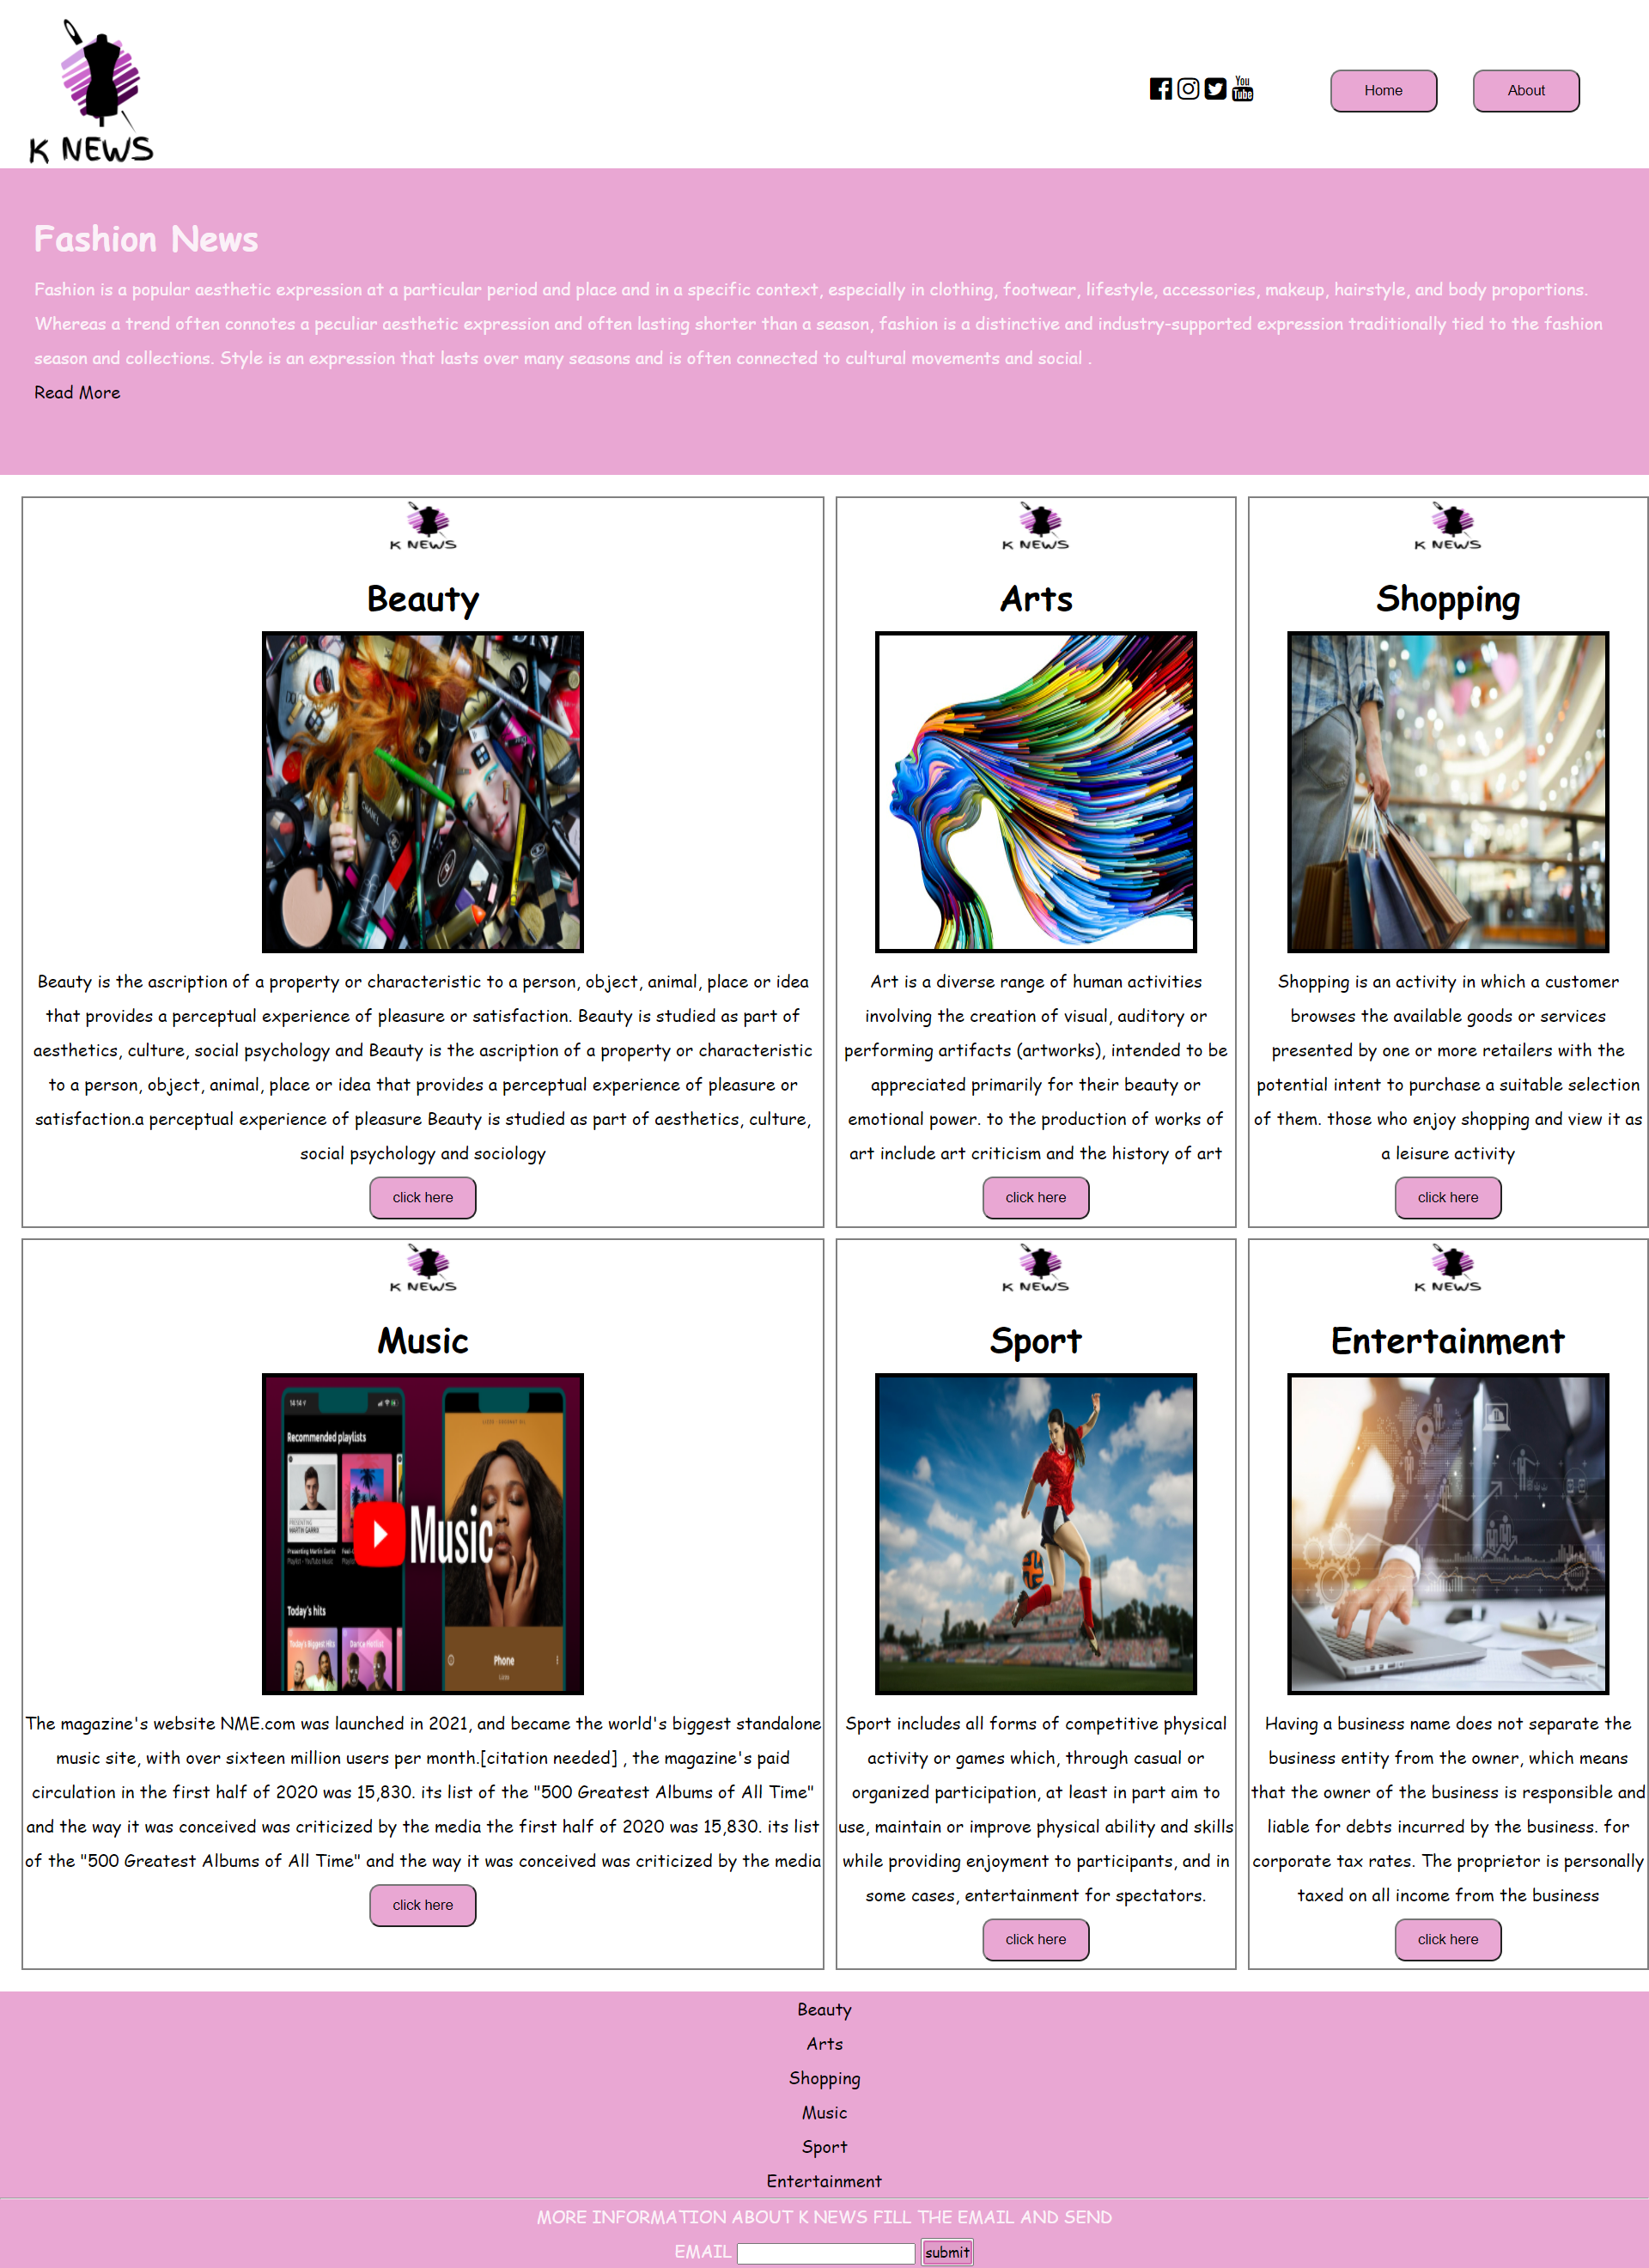 K NEWS
You
Tube
Home
About
Fashion News
Fashion is a popular aesthetic expression at a particular period and place and in a specific context, especially in clothing, footwear, lifestyle, accessories, makeup, hairstyle, and body proportions.
Whereas a trend often connotes a peculiar aesthetic expression and often lasting shorter than a season, fashion is a distinctive and industry-supported expression traditionally tied to the fashion
season and collections. Style is an expression that lasts over many seasons and is often connected to cultural movements and social .
Read More
K NEWS
Beauty
CHANEL
NARS
Beauty is the ascription of a property or characteristic to a person, object, animal, place or idea
that provides a perceptual experience of pleasure or satisfaction. Beauty is studied as part of
aesthetics, culture, social psychology and Beauty is the ascription of a property or characteristic
to a person, object, animal, place or idea that provides a perceptual experience of pleasure or
satisfaction.a perceptual experience of pleasure Beauty is studied as part of aesthetics, culture,
social psychology and sociology
click here
K NEWS
Arts
Art is a diverse range of human activities
involving the creation of visual, auditory or
performing artifacts (artworks), intended to be
appreciated primarily for their beauty or
emotional power. to the production of works of
art include art criticism and the history of art
click here
K NEWS
Shopping
Shopping is an activity in which a customer
browses the available goods or services
presented by one or more retailers with the
potential intent to purchase a suitable selection
of them. those who enjoy shopping and view it as
a leisure activity
click here
K NEWS
Music
14:14
Recommended playlists
PRESENTING
MARTIN GARRIX
Presenting Martin Garrix
Playlist • YouTube Music
Music
Today's hits
Today's Biggest Hits
Dance Hotlist
Phone
Lizzo
The magazine's website NME.com was launched in 2021, and became the world's biggest standalone
music site, with over sixteen million users per month.[citation needed] , the magazine's paid
circulation in the first half of 2020 was 15,830. its list of the "500 Greatest Albums of All Time"
and the way it was conceived was criticized by the media the first half of 2020 was 15,830. its list
of the "500 Greatest Albums of All Time" and the way it was conceived was criticized by the media
click here
K NEWS
Sport
Sport includes all forms of competitive physical
activity or games which, through casual or
organized participation, at least in part aim to
use, maintain or improve physical ability and skills
while providing enjoyment to participants, and in
some cases, entertainment for spectators.
click here
K NEWS
Entertainment
Having a business name does not separate the
business entity from the owner, which means
that the owner of the business is responsible and
liable for debts incurred by the business. for
corporate tax rates. The proprietor is personally
taxed on all income from the business
click here
Beauty
Arts
Shopping
Music
Sport
Entertainment
MORE INFORMATION ABOUT K NEWS FILL THE EMAIL AND SEND
EMAIL submit